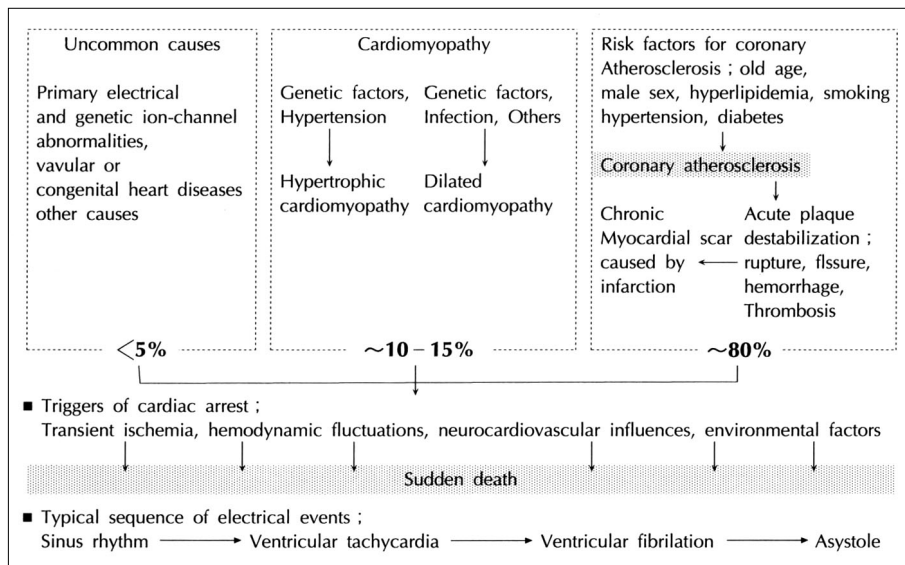 Uncommon causes
Primary electrical
and genetic ion-channel
abnormalities,
vavular or
congenital heart diseases
other causes
<5%
Cardiomyopathy
Genetic factors,
Hypertension
Hypertrophic
cardiomyopathy
Genetic factors,
Infection, Others
Dilated
cardiomyopathy
~10-15%
Risk factors for coronary
Atherosclerosis ; old age,
male sex, hyperlipidemia, smoking
hypertension, diabetes
Coronary atherosclerosis
Chronic
Myocardial scar
caused by
infarction
Acute plaque
destabilization ;
rupture, flssure,
hemorrhage,
Thrombosis
~80%
■ Triggers of cardiac arrest ;
Transient ischemia, hemodynamic fluctuations, neurocardiovascular influences, environmental factors
Sudden death
■ Typical sequence of electrical events ;
Sinus rhythm Ventricular tachycardia Ventricular fibrilation Asystole